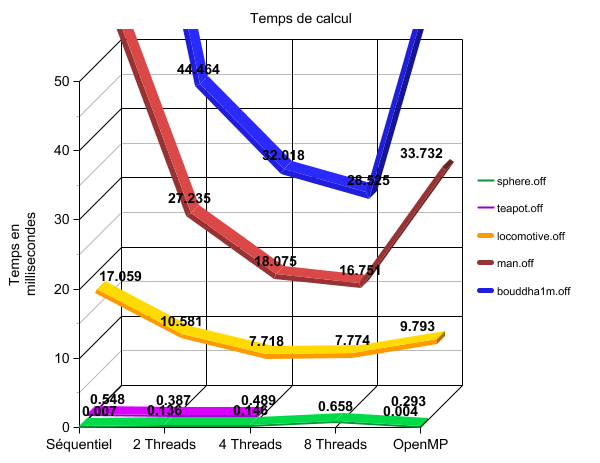 Temps de calcul
Temps en
millisecondes
50
40
30
20
10
0
44.464
32.018
28.525
33.732
27.235
18.075
16.751
17.059
10.581
7.718
7.774
9.793
0.548
0.387
0.489
0.293
0.007
0.136
0.146
0.658
0.004
Séquentiel
2 Threads
4 Threads
8 Threads
OpenMP
sphere.off
teapot.off
locomotive.off
man.off
bouddha1m.off